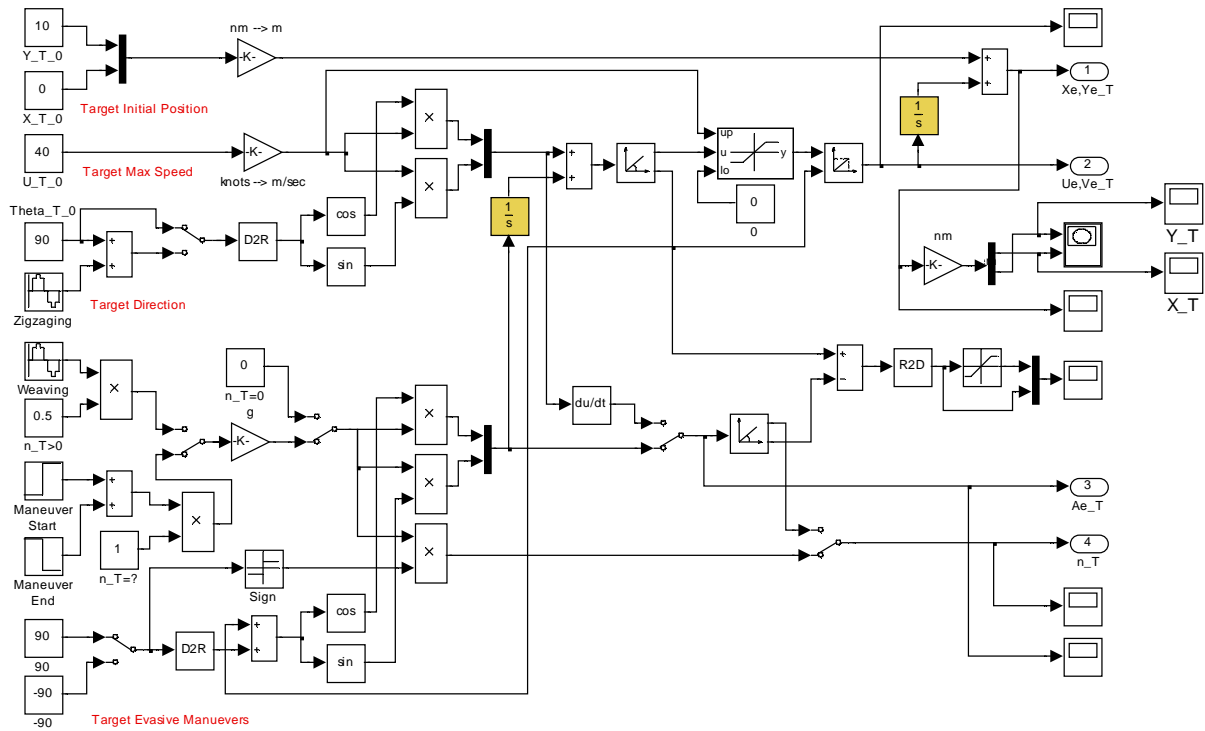 10
Y_T_0
0
X_T_0
Target Initial Position
nm --> m
-K-
40
U_T_0
Target Max Speed
-K-
knots --> m/sec
Theta_T_0
90
+
+
Zigzaging
Target Direction
D2R
cos
sin
×
×
1
s
+
+
up
u
lo
y
0
0
+
+
1
s
1
Xe,Ye_T
2
Ue,Ve_T
nm
-K-
Y_T
X_T
Weaving
0.5
n_T>0
×
0
n_T=0
g
-K-
Maneuver
Start
+
+
1
n_T=?
×
Maneuver
End
Sign
×
×
×
du/dt
+
−
R2D
3
Ae_T
4
n_T
90
90
-90
-90
D2R
+
+
cos
sin
Target Evasive Manuevers